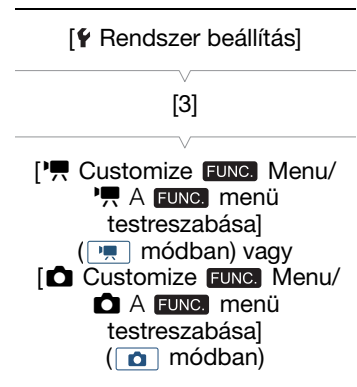 [Rendszer beállítás]
[3]
[Customize FUNC. Menu/
A FUNC. menü
testreszabása]
( módban) vagy
[Customize FUNC. Menu/
A FUNC. menü
testreszabása]
( módban)